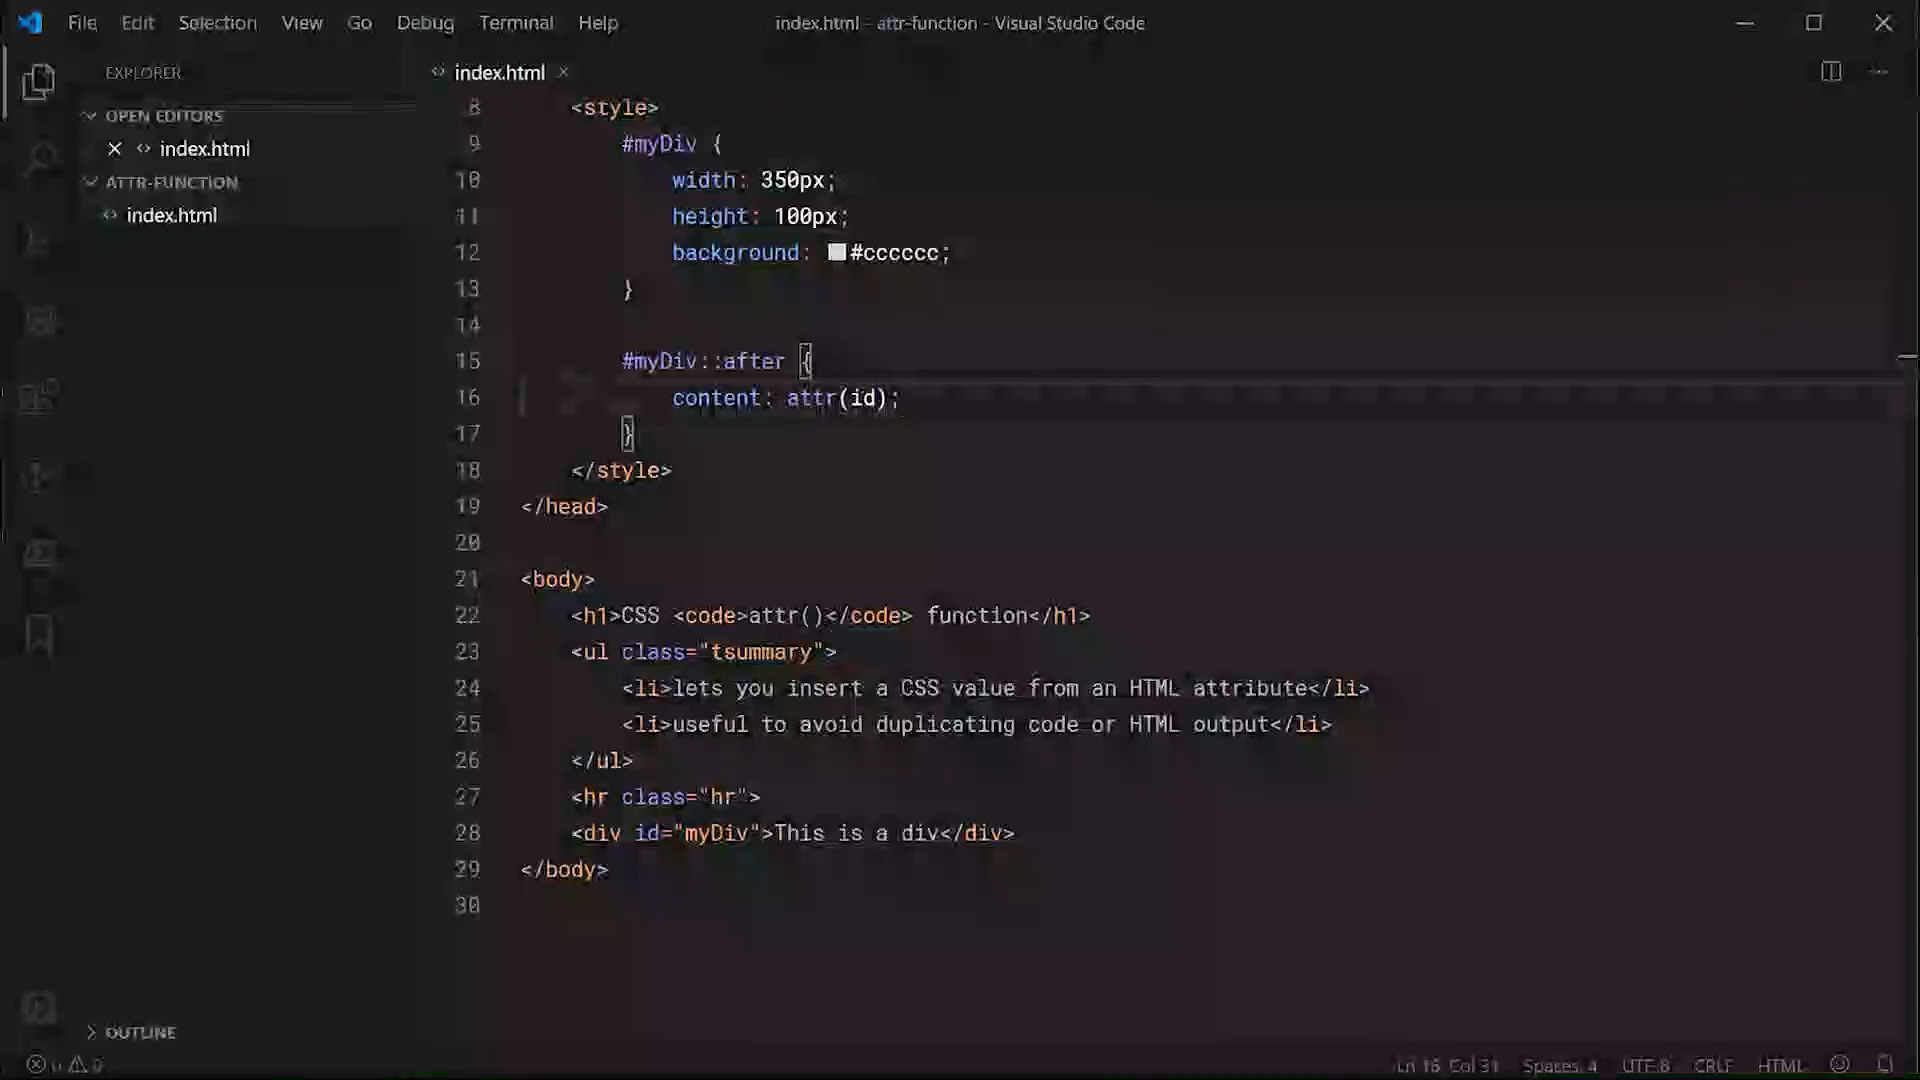 File Edit Selection View Go Debug Terminal Help
index.html - attr-function - Visual Studio Code
EXPLORER
OPEN EDITORS
index.html
ATTR-FUNCTION
index.html
OUTLINE
index.html
8 <style>
9 #myDiv {
10 width: 350px;
11 height: 100px;
12 background: #cccccc;
13 }
14
15 #myDiv::after {
16 content: attr(id);
17 }
18 </style>
19 </head>
20
21 <body>
22 <h1>CSS <code>attr()</code> function</h1>
23 <ul class="tsummary">
24 <li>lets you insert a CSS value from an HTML attribute</li>
25 <li>useful to avoid duplicating code or HTML output</li>
26 </ul>
27 <hr class="hr">
28 <div id="myDiv">This is a div</div>
29 </body>
30
0 0
Ln 16 Col 31 Spaces: 4 UTF-8 CRLF HTML